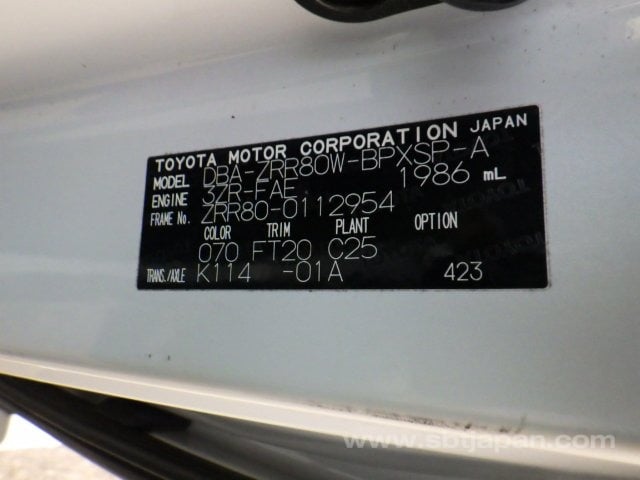 TOYOTA MOTOR CORPORATION JAPAN
MODEL DBA-ZRR80W-BPXSP-A
ENGINE 3ZR-FAE 1986 mL
FRAME No. ZRR80-0112954
COLOR TRIM PLANT OPTION
070 FT20 C25
TRANS./AXLE K114 -01A 423
www.sbtjapan.com